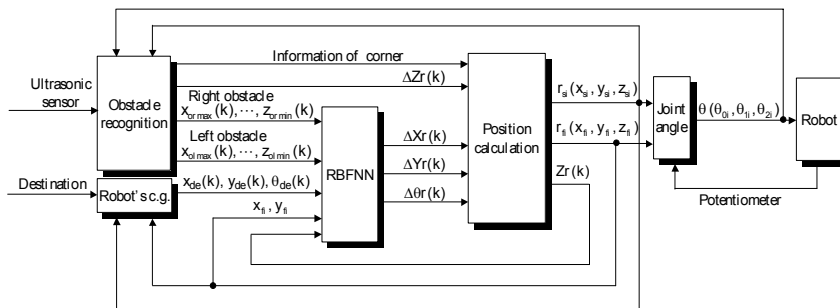 Information of corner
Ultrasonic
sensor
Obstacle
recognition
ΔZr(k)
Right obstacle
x_or max(k), ···, z_or min(k)
Left obstacle
x_ol max(k), ···, z_ol min(k)
Destination
Robot's c.g.
x_de(k), y_de(k), θ_de(k)
x_fi, y_fi
RBFNN
ΔXr(k)
ΔYr(k)
Δθr(k)
Position
calculation
r_si(x_si, y_si, z_si)
r_fi(x_fi, y_fi, z_fi)
Zr(k)
Joint
angle
θ(θ_0i, θ_1i, θ_2i)
Robot
Potentiometer